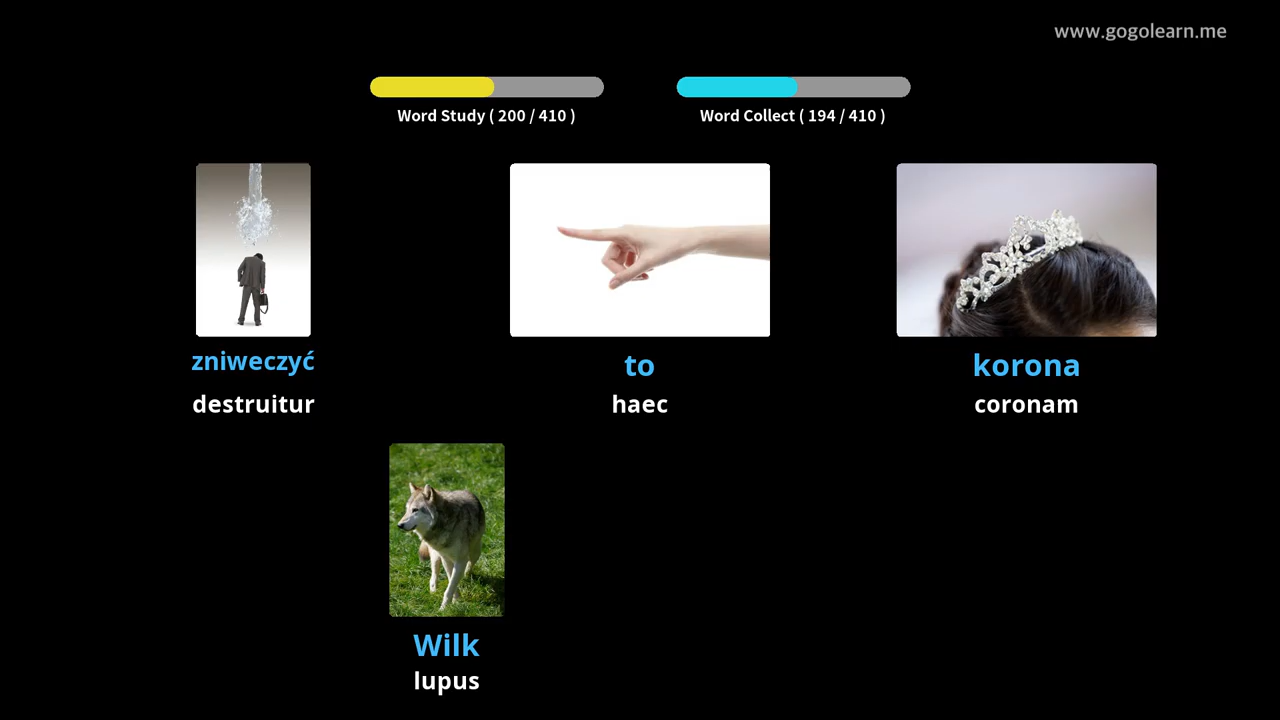 www.gogolearn.me
Word Study ( 200 / 410 )
Word Collect ( 194 / 410 )
zniweczyć
destruitur
to
haec
korona
coronam
Wilk
lupus